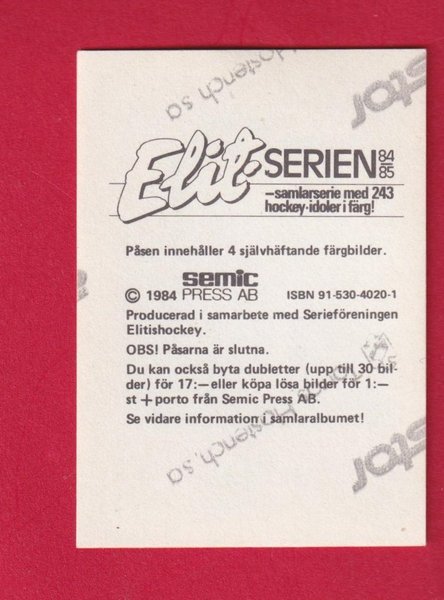 Elit-SERIEN 84/85
–samlarserie med 243
hockey-idoler i färg!
Påsen innehåller 4 självhäftande färgbilder.
semic
© 1984 PRESS AB ISBN 91-530-4020-1
Producerad i samarbete med Serieföreningen
Elitishockey.
OBS! Påsarna är slutna.
Du kan också byta dubletter (upp till 30 bil-
der) för 17:— eller köpa lösa bilder för 1:—
st + porto från Semic Press AB.
Se vidare information i samlaralbumet!